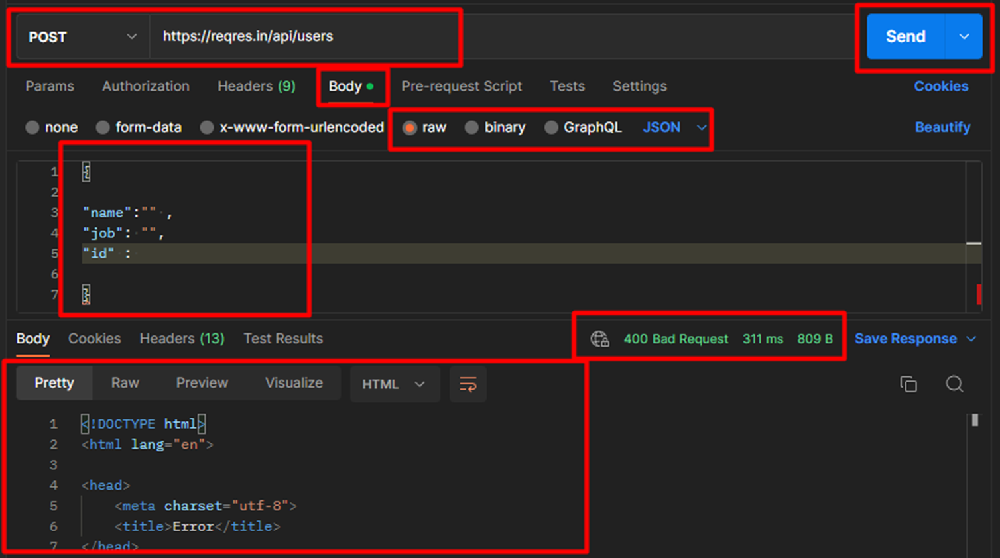 POST https://reqres.in/api/users Send
Params Authorization Headers (9) Body Pre-request Script Tests Settings Cookies
none form-data x-www-form-urlencoded raw binary GraphQL JSON Beautify
1 {
2
3 "name":"" ,
4 "job": "",
5 "id" :
6
7 }
Body Cookies Headers (13) Test Results 400 Bad Request 311 ms 809 B Save Response
Pretty Raw Preview Visualize HTML
1 <!DOCTYPE html>
2 <html lang="en">
3
4 <head>
5 <meta charset="utf-8">
6 <title>Error</title>
7 </head>